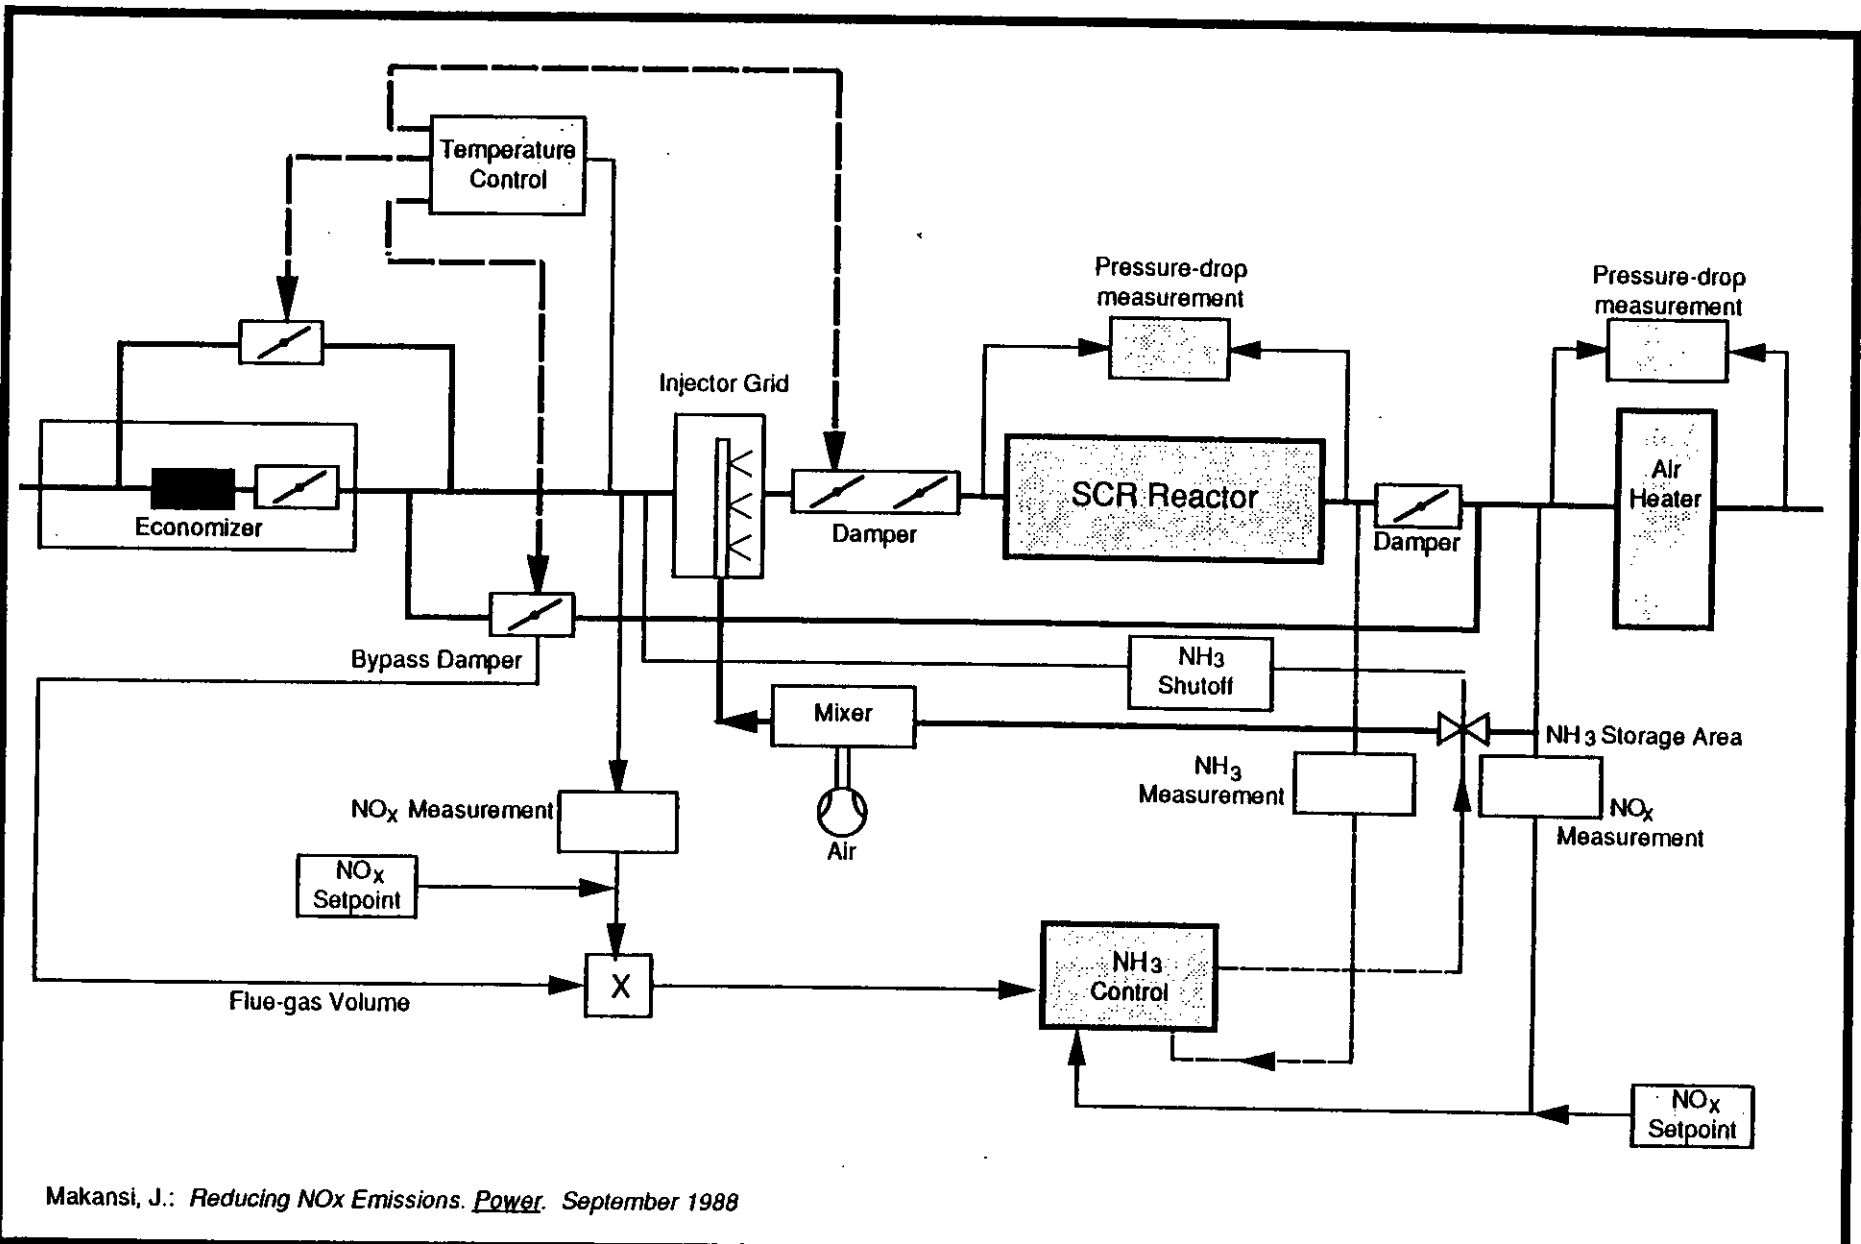 Temperature
Control
Pressure-drop
measurement
Pressure-drop
measurement
Injector Grid
Economizer
Damper
SCR Reactor
Damper
Air
Heater
Bypass Damper
NH3
Shutoff
Mixer
NH3 Storage Area
NH3
Measurement
NOx Measurement
NOx
Measurement
Air
NOx
Setpoint
X
NH3
Control
Flue-gas Volume
NOx
Setpoint
Makansi, J.: Reducing NOx Emissions. Power. September 1988